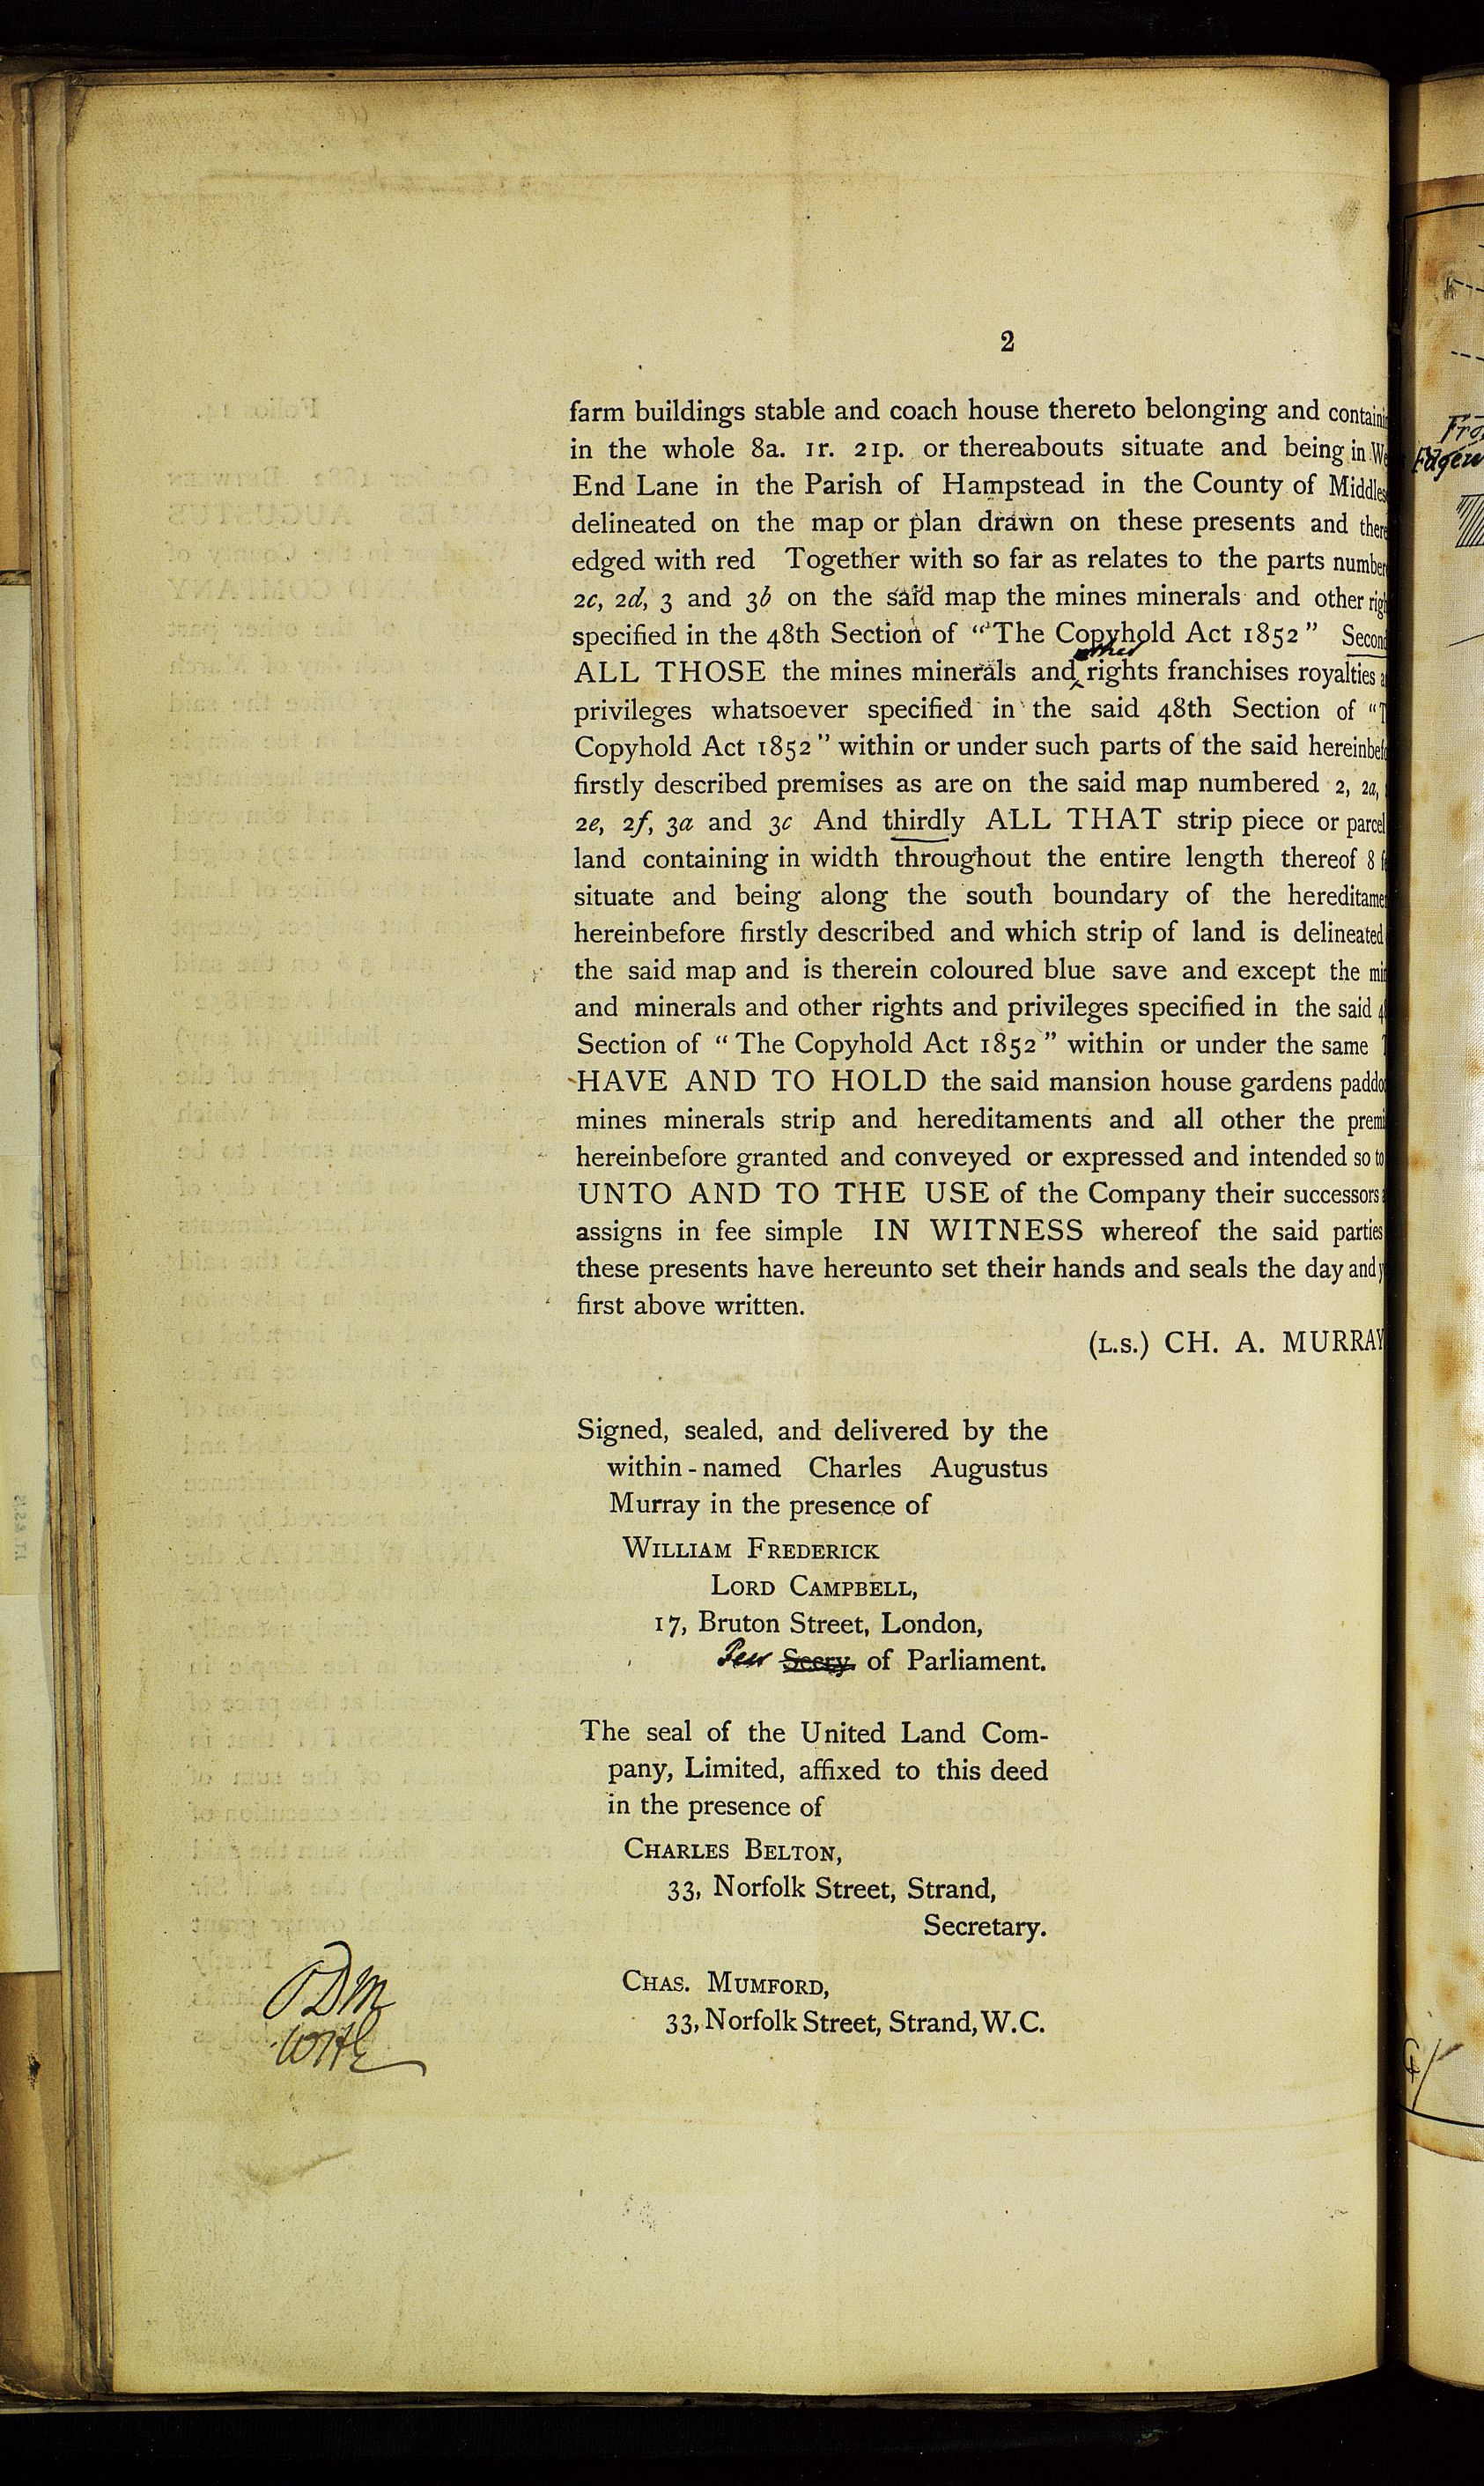 2
farm buildings stable and coach house thereto belonging and containi
in the whole 8a. 1r. 21p. or thereabouts situate and being in We
End Lane in the Parish of Hampstead in the County of Middles
delineated on the map or plan drawn on these presents and there
edged with red Together with so far as relates to the parts number
2c, 2d, 3 and 3b on the said map the mines minerals and other righ
specified in the 48th Section of "The Copyhold Act 1852" Second
ALL THOSE the mines minerals and other rights franchises royalties a
privileges whatsoever specified in the said 48th Section of "T
Copyhold Act 1852" within or under such parts of the said hereinbefo
firstly described premises as are on the said map numbered 2, 2a,
2e, 2f, 3a and 3c And thirdly ALL THAT strip piece or parcel
land containing in width throughout the entire length thereof 8 f
situate and being along the south boundary of the hereditamen
hereinbefore firstly described and which strip of land is delineated
the said map and is therein coloured blue save and except the min
and minerals and other rights and privileges specified in the said 4
Section of "The Copyhold Act 1852" within or under the same T
HAVE AND TO HOLD the said mansion house gardens paddo
mines minerals strip and hereditaments and all other the premi
hereinbefore granted and conveyed or expressed and intended so to
UNTO AND TO THE USE of the Company their successors a
assigns in fee simple IN WITNESS whereof the said parties
these presents have hereunto set their hands and seals the day and y
first above written.
(L.S.) CH. A. MURRAY
Signed, sealed, and delivered by the
within-named Charles Augustus
Murray in the presence of
WILLIAM FREDERICK
LORD CAMPBELL,
17, Bruton Street, London,
Peer Secry. of Parliament.
The seal of the United Land Com-
pany, Limited, affixed to this deed
in the presence of
CHARLES BELTON,
33, Norfolk Street, Strand,
Secretary.
CHAS. MUMFORD,
33, Norfolk Street, Strand, W.C.